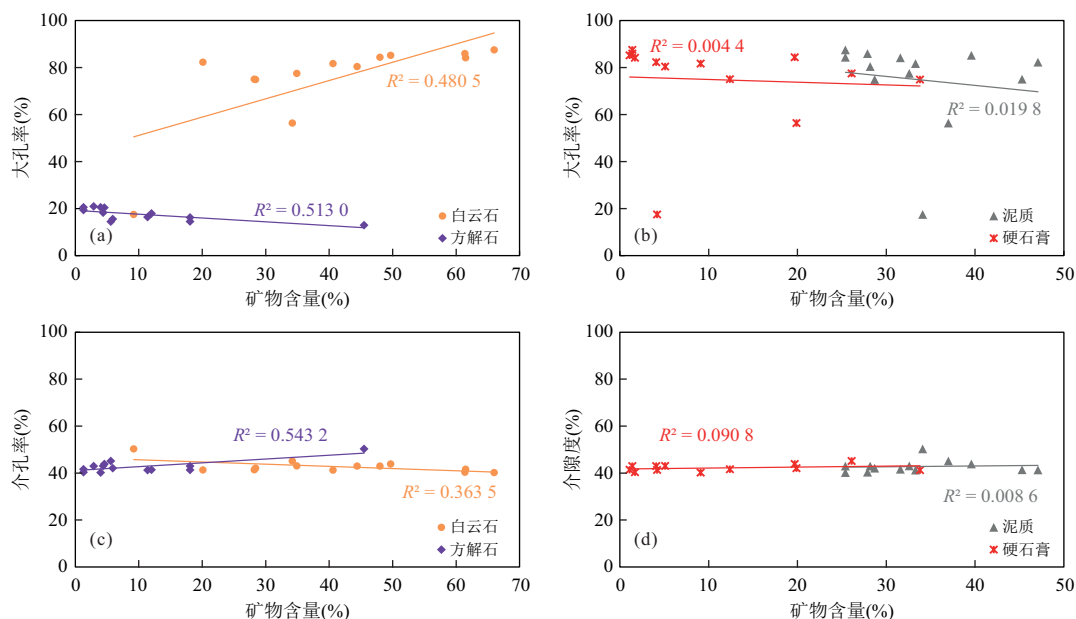 100
80
60
40
20
0
大孔率(%)
R² = 0.480 5
R² = 0.513 0
白云石
方解石
(a)
0 10 20 30 40 50 60 70
矿物含量(%)
100
80
60
40
20
0
大孔率(%)
R² = 0.004 4
R² = 0.019 8
泥质
硬石膏
(b)
0 10 20 30 40 50
矿物含量(%)
100
80
60
40
20
0
介孔率(%)
R² = 0.543 2
R² = 0.363 5
白云石
方解石
(c)
0 10 20 30 40 50 60 70
矿物含量(%)
100
80
60
40
20
0
介隙度(%)
R² = 0.090 8
R² = 0.008 6
泥质
硬石膏
(d)
0 10 20 30 40 50
矿物含量(%)